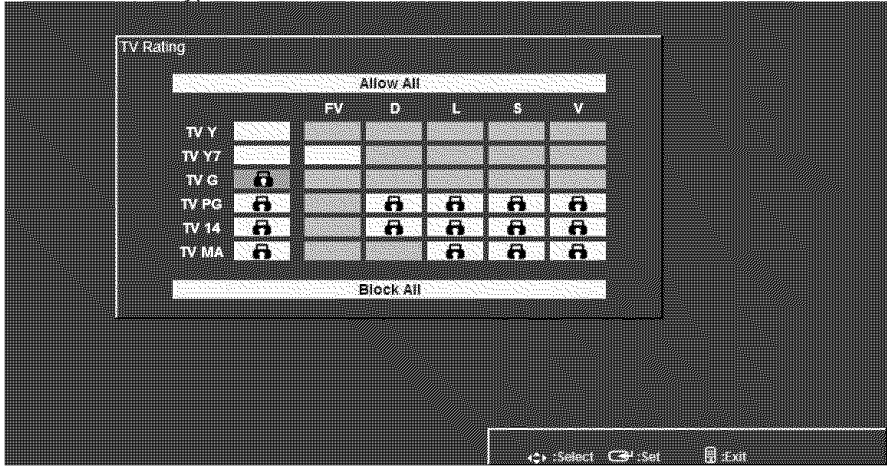 TV Rating
Allow All
FV D L S V
TV Y
TV Y7
TV G
TV PG
TV 14
TV MA
Block All
:Select :Set :Exit